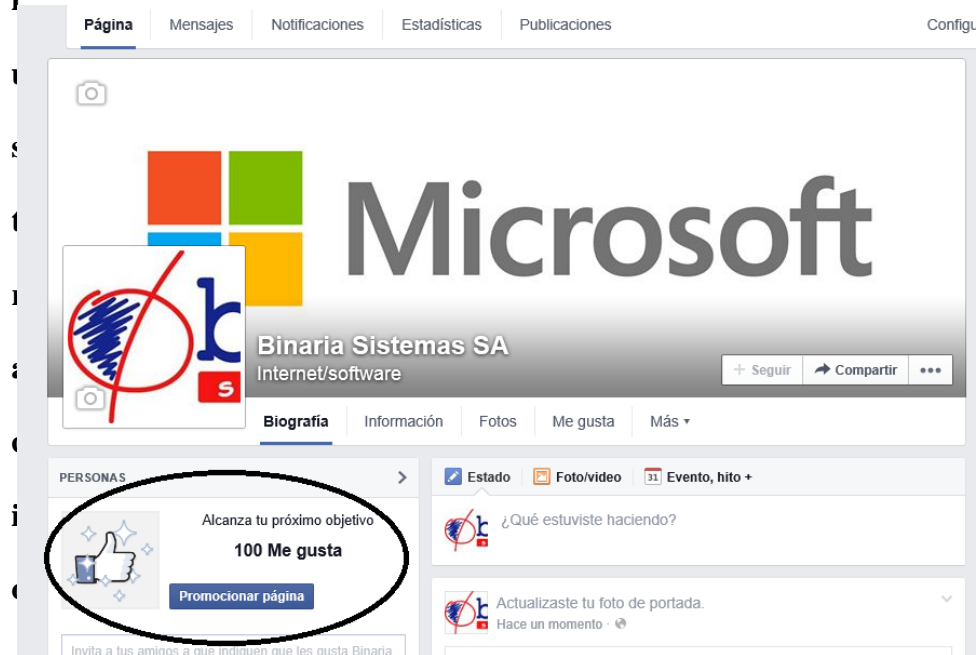 Página Mensajes Notificaciones Estadísticas Publicaciones Configu
Microsoft
b
s
Binaria Sistemas SA
Internet/software
+ Seguir Compartir
Biografía Información Fotos Me gusta Más
PERSONAS
Alcanza tu próximo objetivo
100 Me gusta
Promocionar página
Invita a tus amigos a que indiquen que les gusta Binaria
Estado Foto/video 31 Evento, hito +
¿Qué estuviste haciendo?
Actualizaste tu foto de portada.
Hace un momento ·